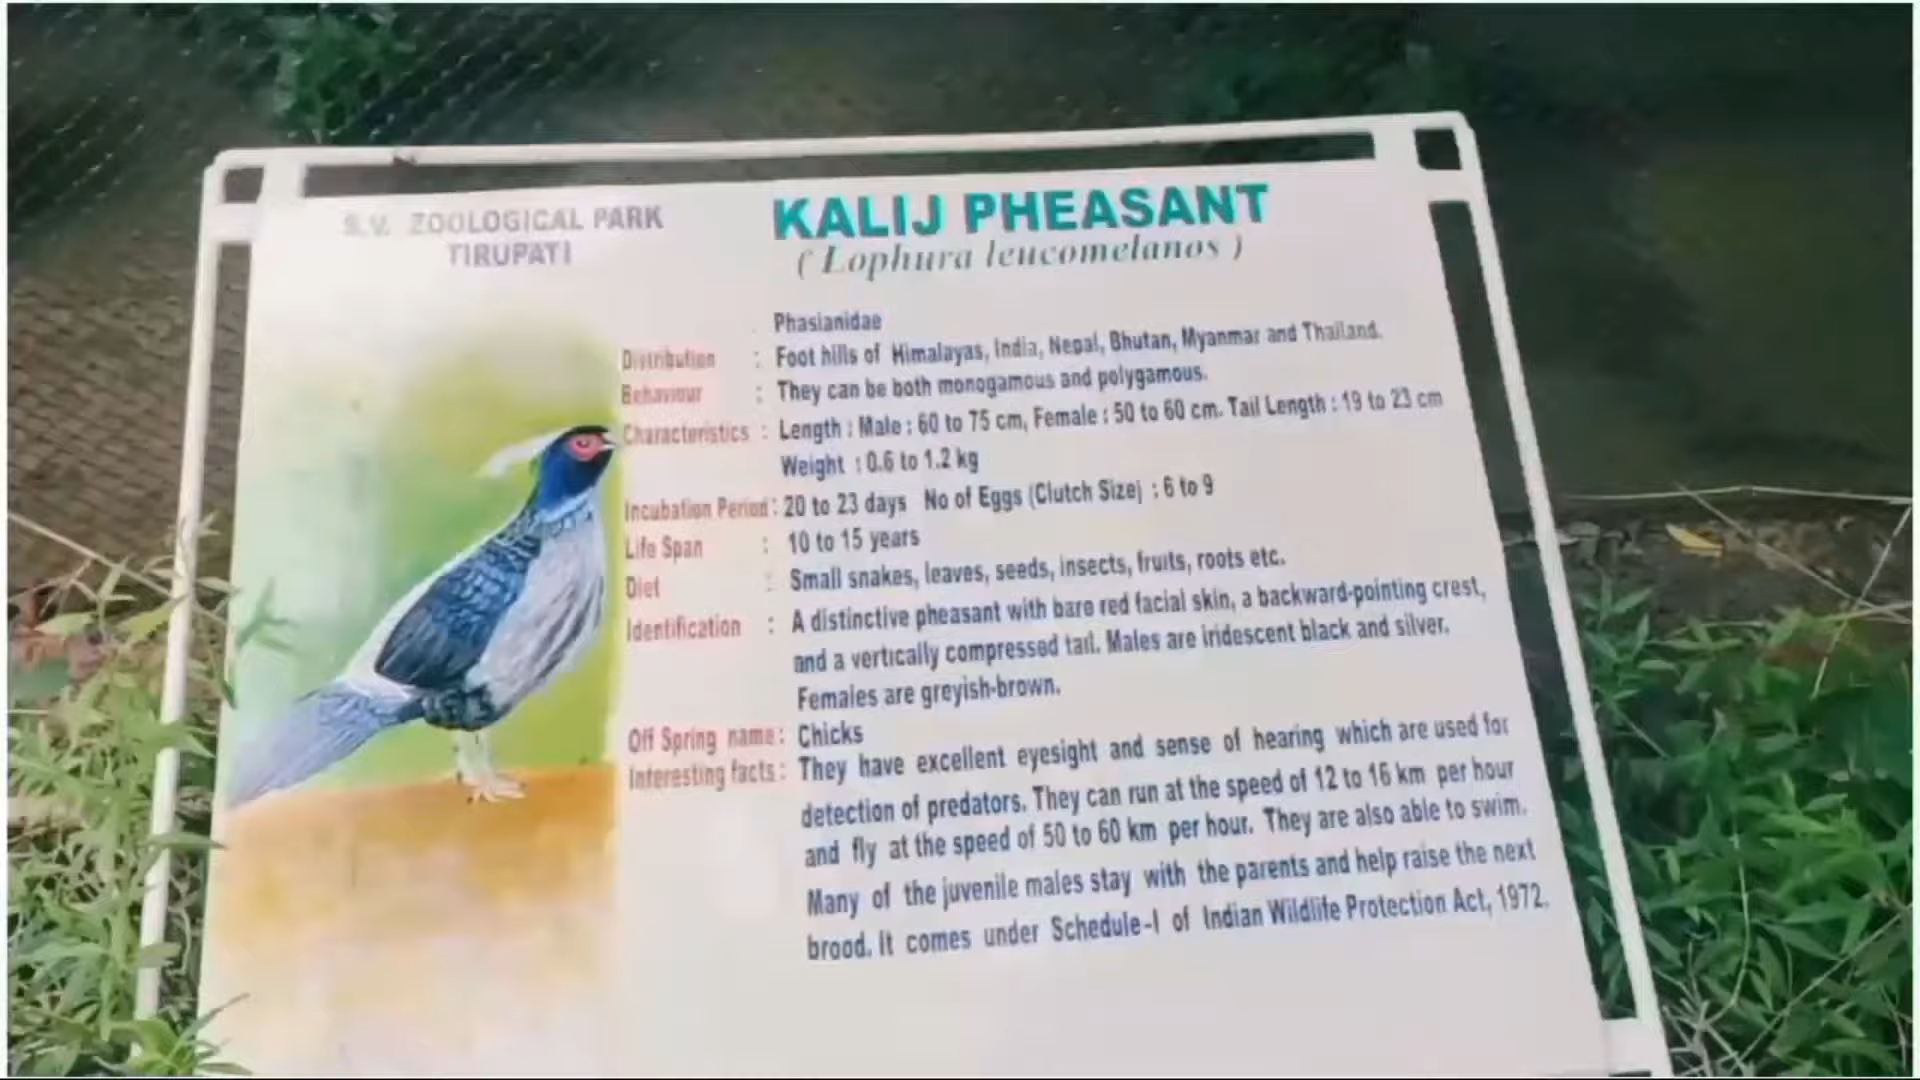 S.V. ZOOLOGICAL PARK
TIRUPATI
KALIJ PHEASANT
( Lophura leucomelanos )
: Phasianidae
Distribution : Foot hills of Himalayas, India, Nepal, Bhutan, Myanmar and Thailand.
Behaviour : They can be both monogamous and polygamous.
Characteristics : Length : Male : 60 to 75 cm, Female : 50 to 60 cm. Tail Length : 19 to 23 cm
Weight : 0.6 to 1.2 kg
Incubation Period : 20 to 23 days No of Eggs (Clutch Size) : 6 to 9
Life Span : 10 to 15 years
Diet : Small snakes, leaves, seeds, insects, fruits, roots etc.
Identification : A distinctive pheasant with bare red facial skin, a backward-pointing crest,
and a vertically compressed tail. Males are iridescent black and silver.
Females are greyish-brown.
Off Spring name : Chicks
Interesting facts : They have excellent eyesight and sense of hearing which are used for
detection of predators. They can run at the speed of 12 to 16 km per hour
and fly at the speed of 50 to 60 km per hour. They are also able to swim.
Many of the juvenile males stay with the parents and help raise the next
brood. It comes under Schedule-I of Indian Wildlife Protection Act, 1972.